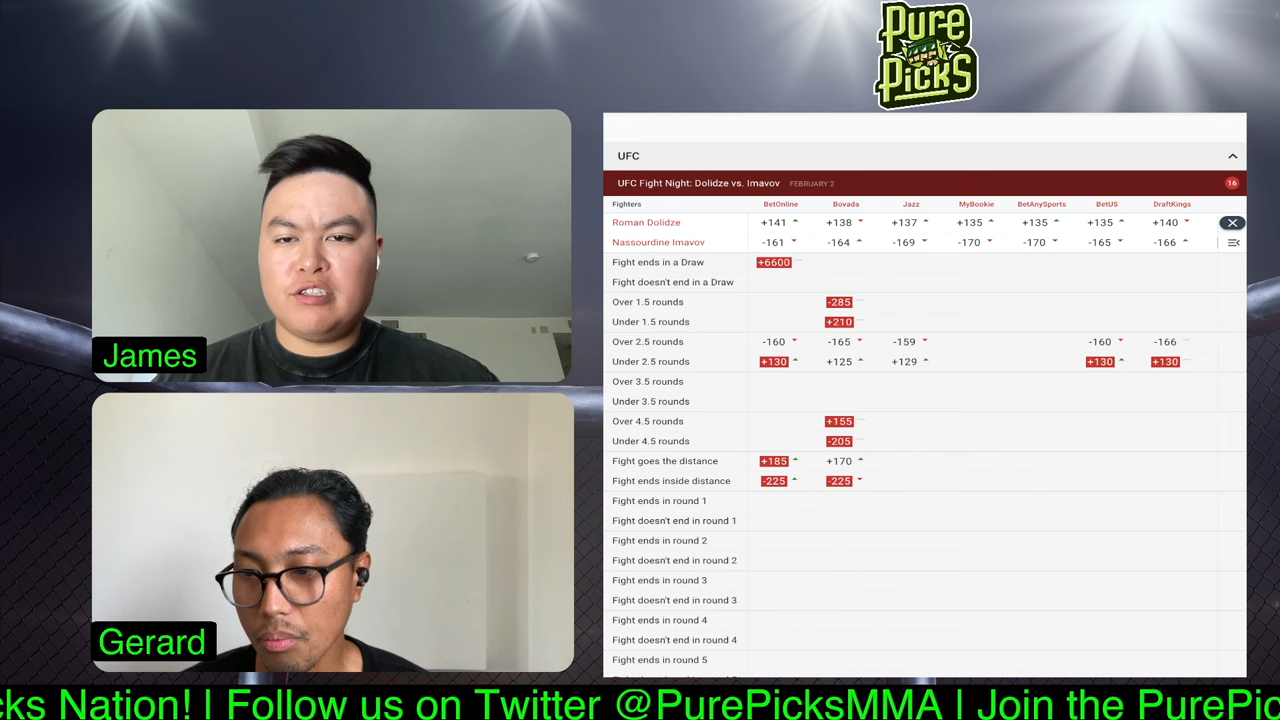 Pure
Picks
James
Gerard
UFC
UFC Fight Night: Dolidze vs. Imavov FEBRUARY 2 16
Fighters BetOnline Bovada Jazz MyBookie BetAnySports BetUS DraftKings
Roman Dolidze +141 +138 +137 +135 +135 +135 +140
Nassourdine Imavov -161 -164 -169 -170 -170 -165 -166
Fight ends in a Draw +6600
Fight doesn't end in a Draw
Over 1.5 rounds -285
Under 1.5 rounds +210
Over 2.5 rounds -160 -165 -159 -160 -166
Under 2.5 rounds +130 +125 +129 +130 +130
Over 3.5 rounds
Under 3.5 rounds
Over 4.5 rounds +155
Under 4.5 rounds -205
Fight goes the distance +185 +170
Fight ends inside distance -225 -225
Fight ends in round 1
Fight doesn't end in round 1
Fight ends in round 2
Fight doesn't end in round 2
Fight ends in round 3
Fight doesn't end in round 3
Fight ends in round 4
Fight doesn't end in round 4
Fight ends in round 5
cks Nation! | Follow us on Twitter @PurePicksMMA | Join the PurePic